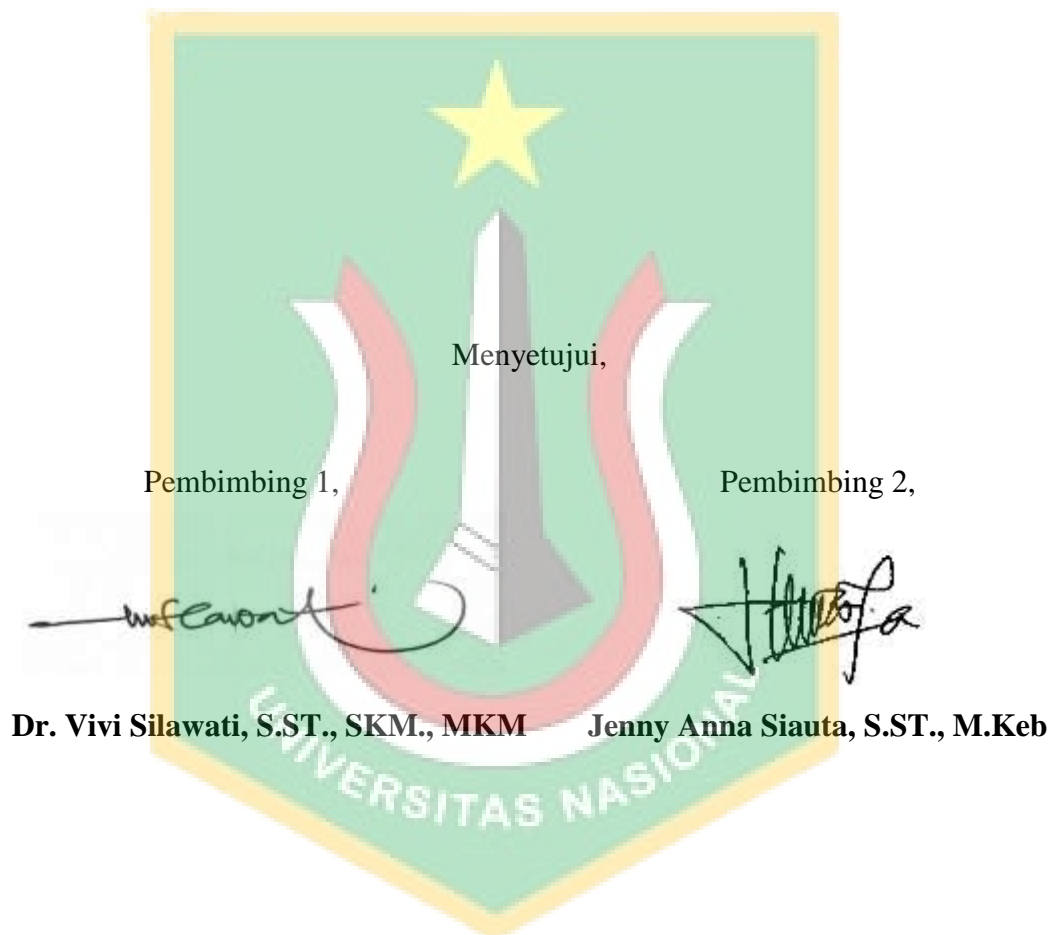 Menyetujui,
Pembimbing 1, Pembimbing 2,
Dr. Vivi Silawati, S.ST., SKM., MKM Jenny Anna Siauta, S.ST., M.Keb
UNIVERSITAS NASIONAL